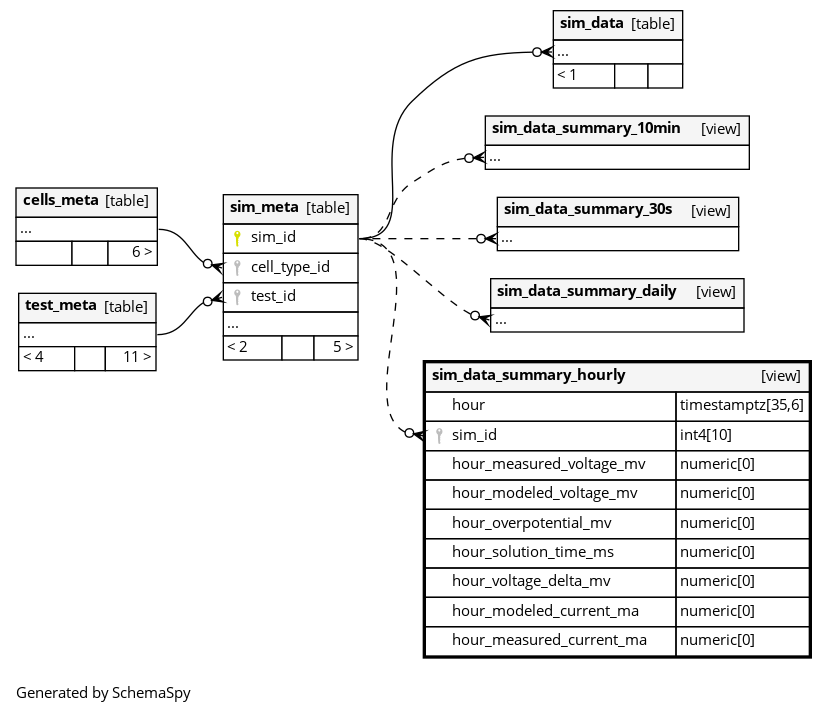 sim_data [table]
...
< 1
sim_data_summary_10min [view]
...
cells_meta [table]
...
6 >
sim_meta [table]
sim_id
cell_type_id
test_id
...
< 2 5 >
sim_data_summary_30s [view]
...
test_meta [table]
...
< 4 11 >
sim_data_summary_daily [view]
...
sim_data_summary_hourly [view]
hour timestamptz[35,6]
sim_id int4[10]
hour_measured_voltage_mv numeric[0]
hour_modeled_voltage_mv numeric[0]
hour_overpotential_mv numeric[0]
hour_solution_time_ms numeric[0]
hour_voltage_delta_mv numeric[0]
hour_modeled_current_ma numeric[0]
hour_measured_current_ma numeric[0]
Generated by SchemaSpy